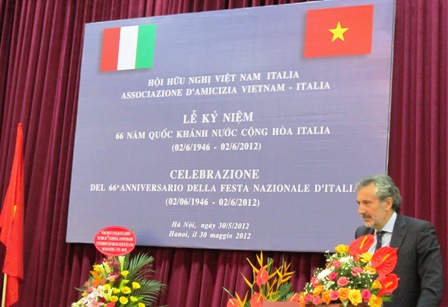 HỘI HỮU NGHỊ VIỆT NAM ITALIA
ASSOCIAZIONE D'AMICIZIA VIETNAM - ITALIA
LỄ KỶ NIỆM
66 NĂM QUỐC KHÁNH NƯỚC CỘNG HÒA ITALIA
(02/6/1946 - 02/6/2012)
CELEBRAZIONE
DEL 66º ANNIVERSARIO DELLA FESTA NAZIONALE D'ITALIA
(02/06/1946 - 02/6/2012)
Hà Nội, ngày 30/5/2012
Hanoi, il 30 maggio 2012